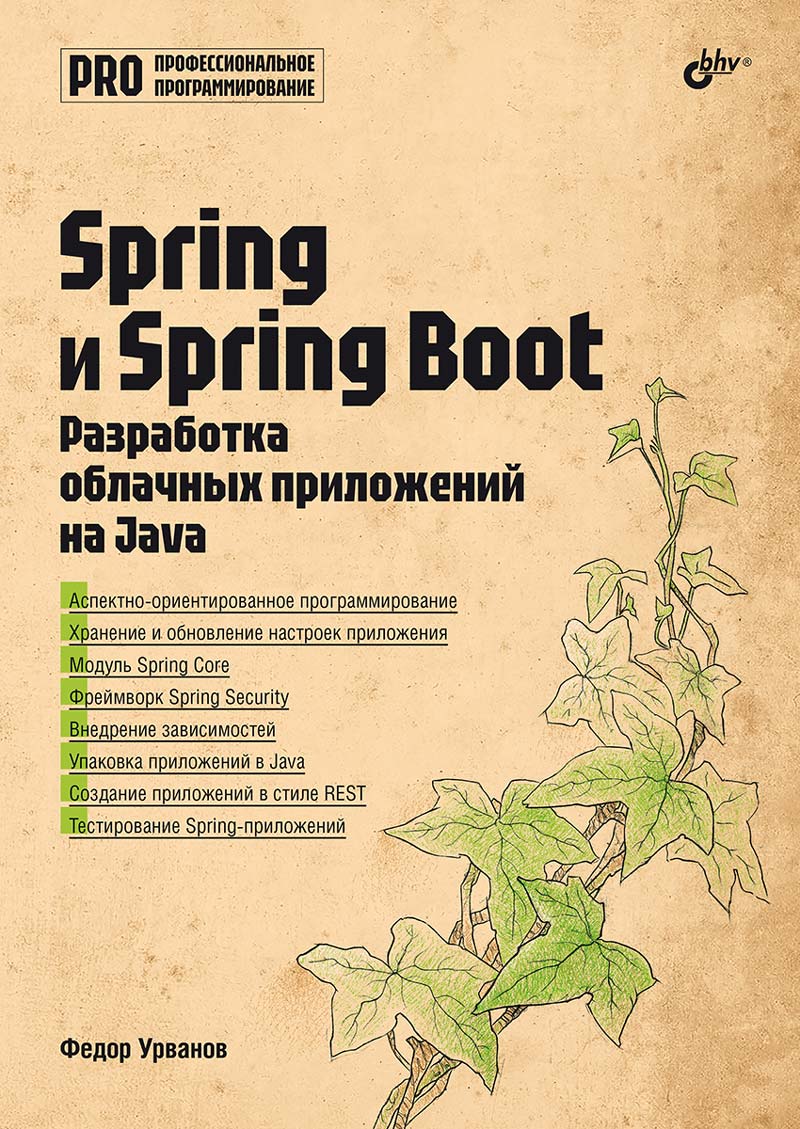 PRO ПРОФЕССИОНАЛЬНОЕ
ПРОГРАММИРОВАНИЕ
bhv®
Spring
и Spring Boot
Разработка
облачных приложений
на Java
Аспектно-ориентированное программирование
Хранение и обновление настроек приложения
Модуль Spring Core
Фреймворк Spring Security
Внедрение зависимостей
Упаковка приложений в Java
Создание приложений в стиле REST
Тестирование Spring-приложений
Федор Урванов